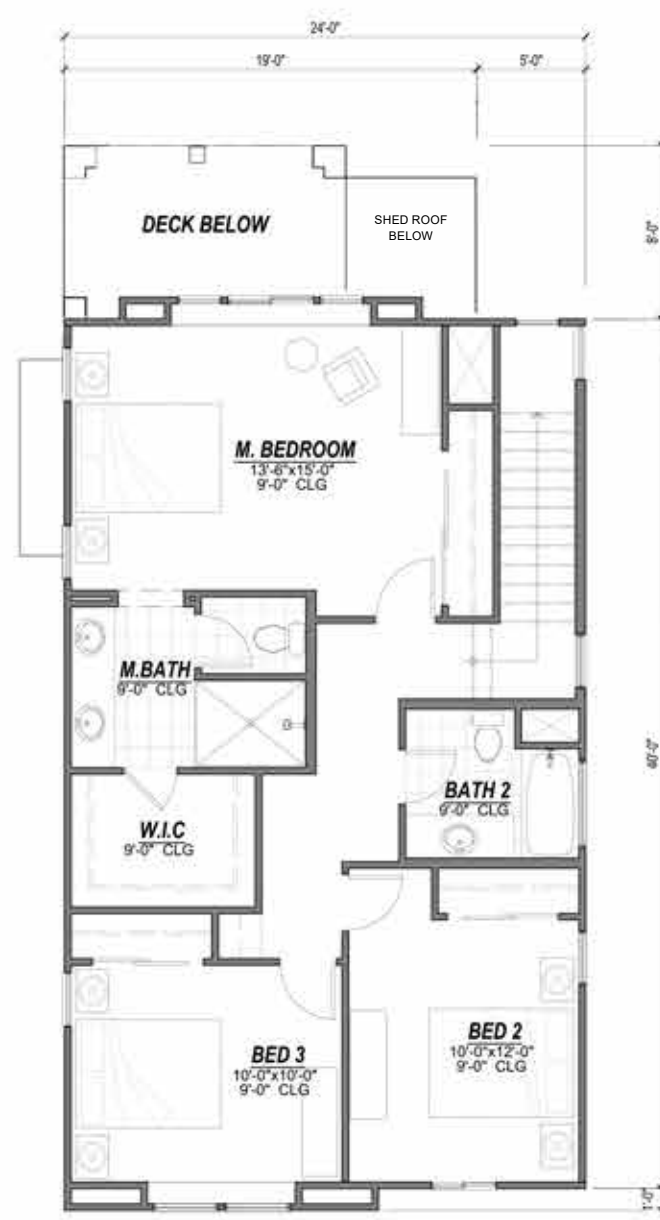 24'-0"
19'-0"
5'-0"
8'-0"
DECK BELOW
SHED ROOF
BELOW
M. BEDROOM
13'-6"x15'-0"
9'-0" CLG
M.BATH
9'-0" CLG
40'-0"
BATH 2
9'-0" CLG
W.I.C
9'-0" CLG
BED 3
10'-0"x10'-0"
9'-0" CLG
BED 2
10'-0"x12'-0"
9'-0" CLG
1'-0"